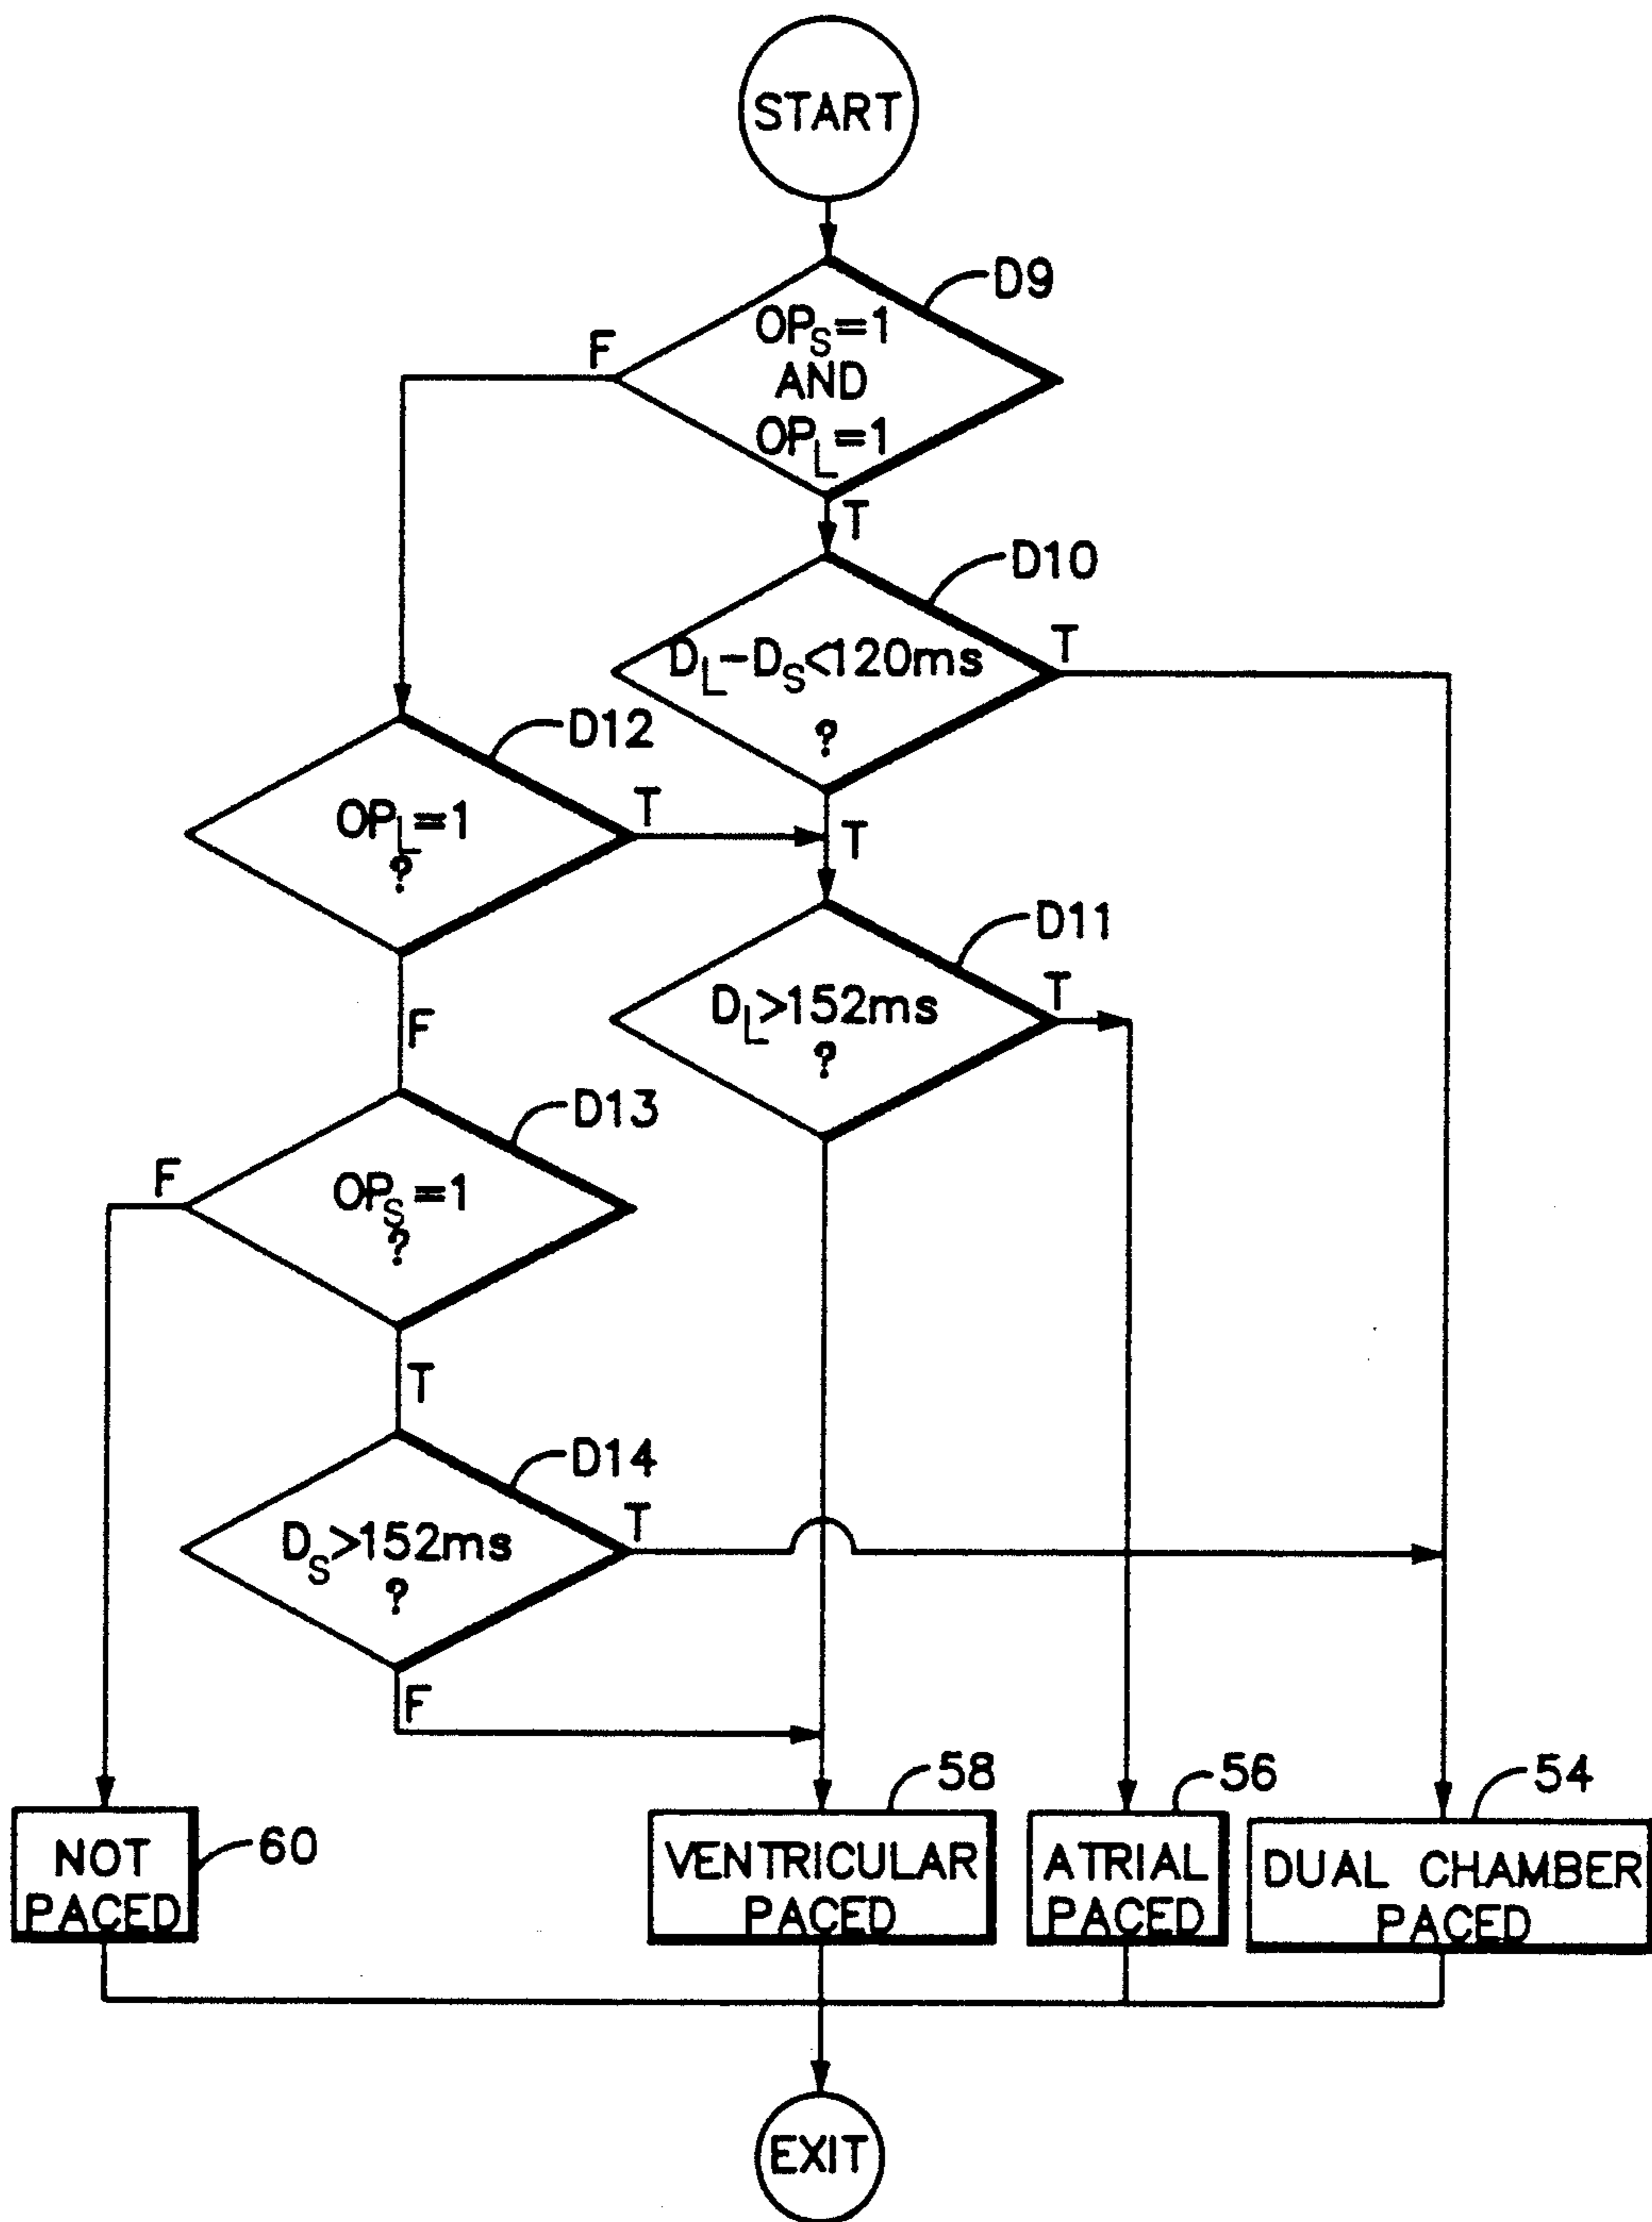 START
D9
OPS=1
AND
OPL=1
F
T
D10
DL-DS<120ms
?
T
T
D12
OPL=1
?
T
F
D11
DL>152ms
?
T
D13
OPS=1
?
F
T
D14
DS>152ms
?
T
F
60
NOT
PACED
58
VENTRICULAR
PACED
56
ATRIAL
PACED
54
DUAL CHAMBER
PACED
EXIT